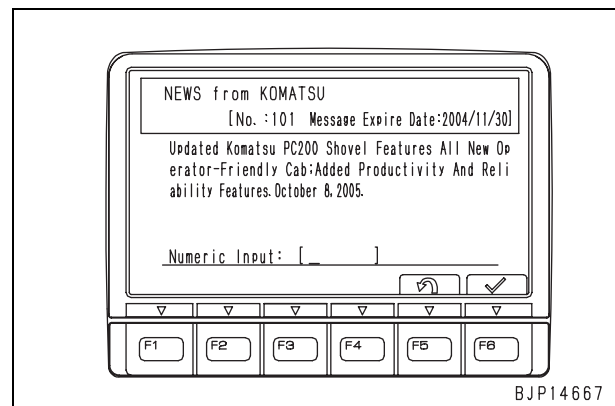 NEWS from KOMATSU
[No. :101 Message Expire Date:2004/11/30]
Updated Komatsu PC200 Shovel Features All New Op
erator-Friendly Cab;Added Productivity And Reli
ability Features.October 8,2005.
Numeric Input: [_ ]
F1 F2 F3 F4 F5 F6
BJP14667